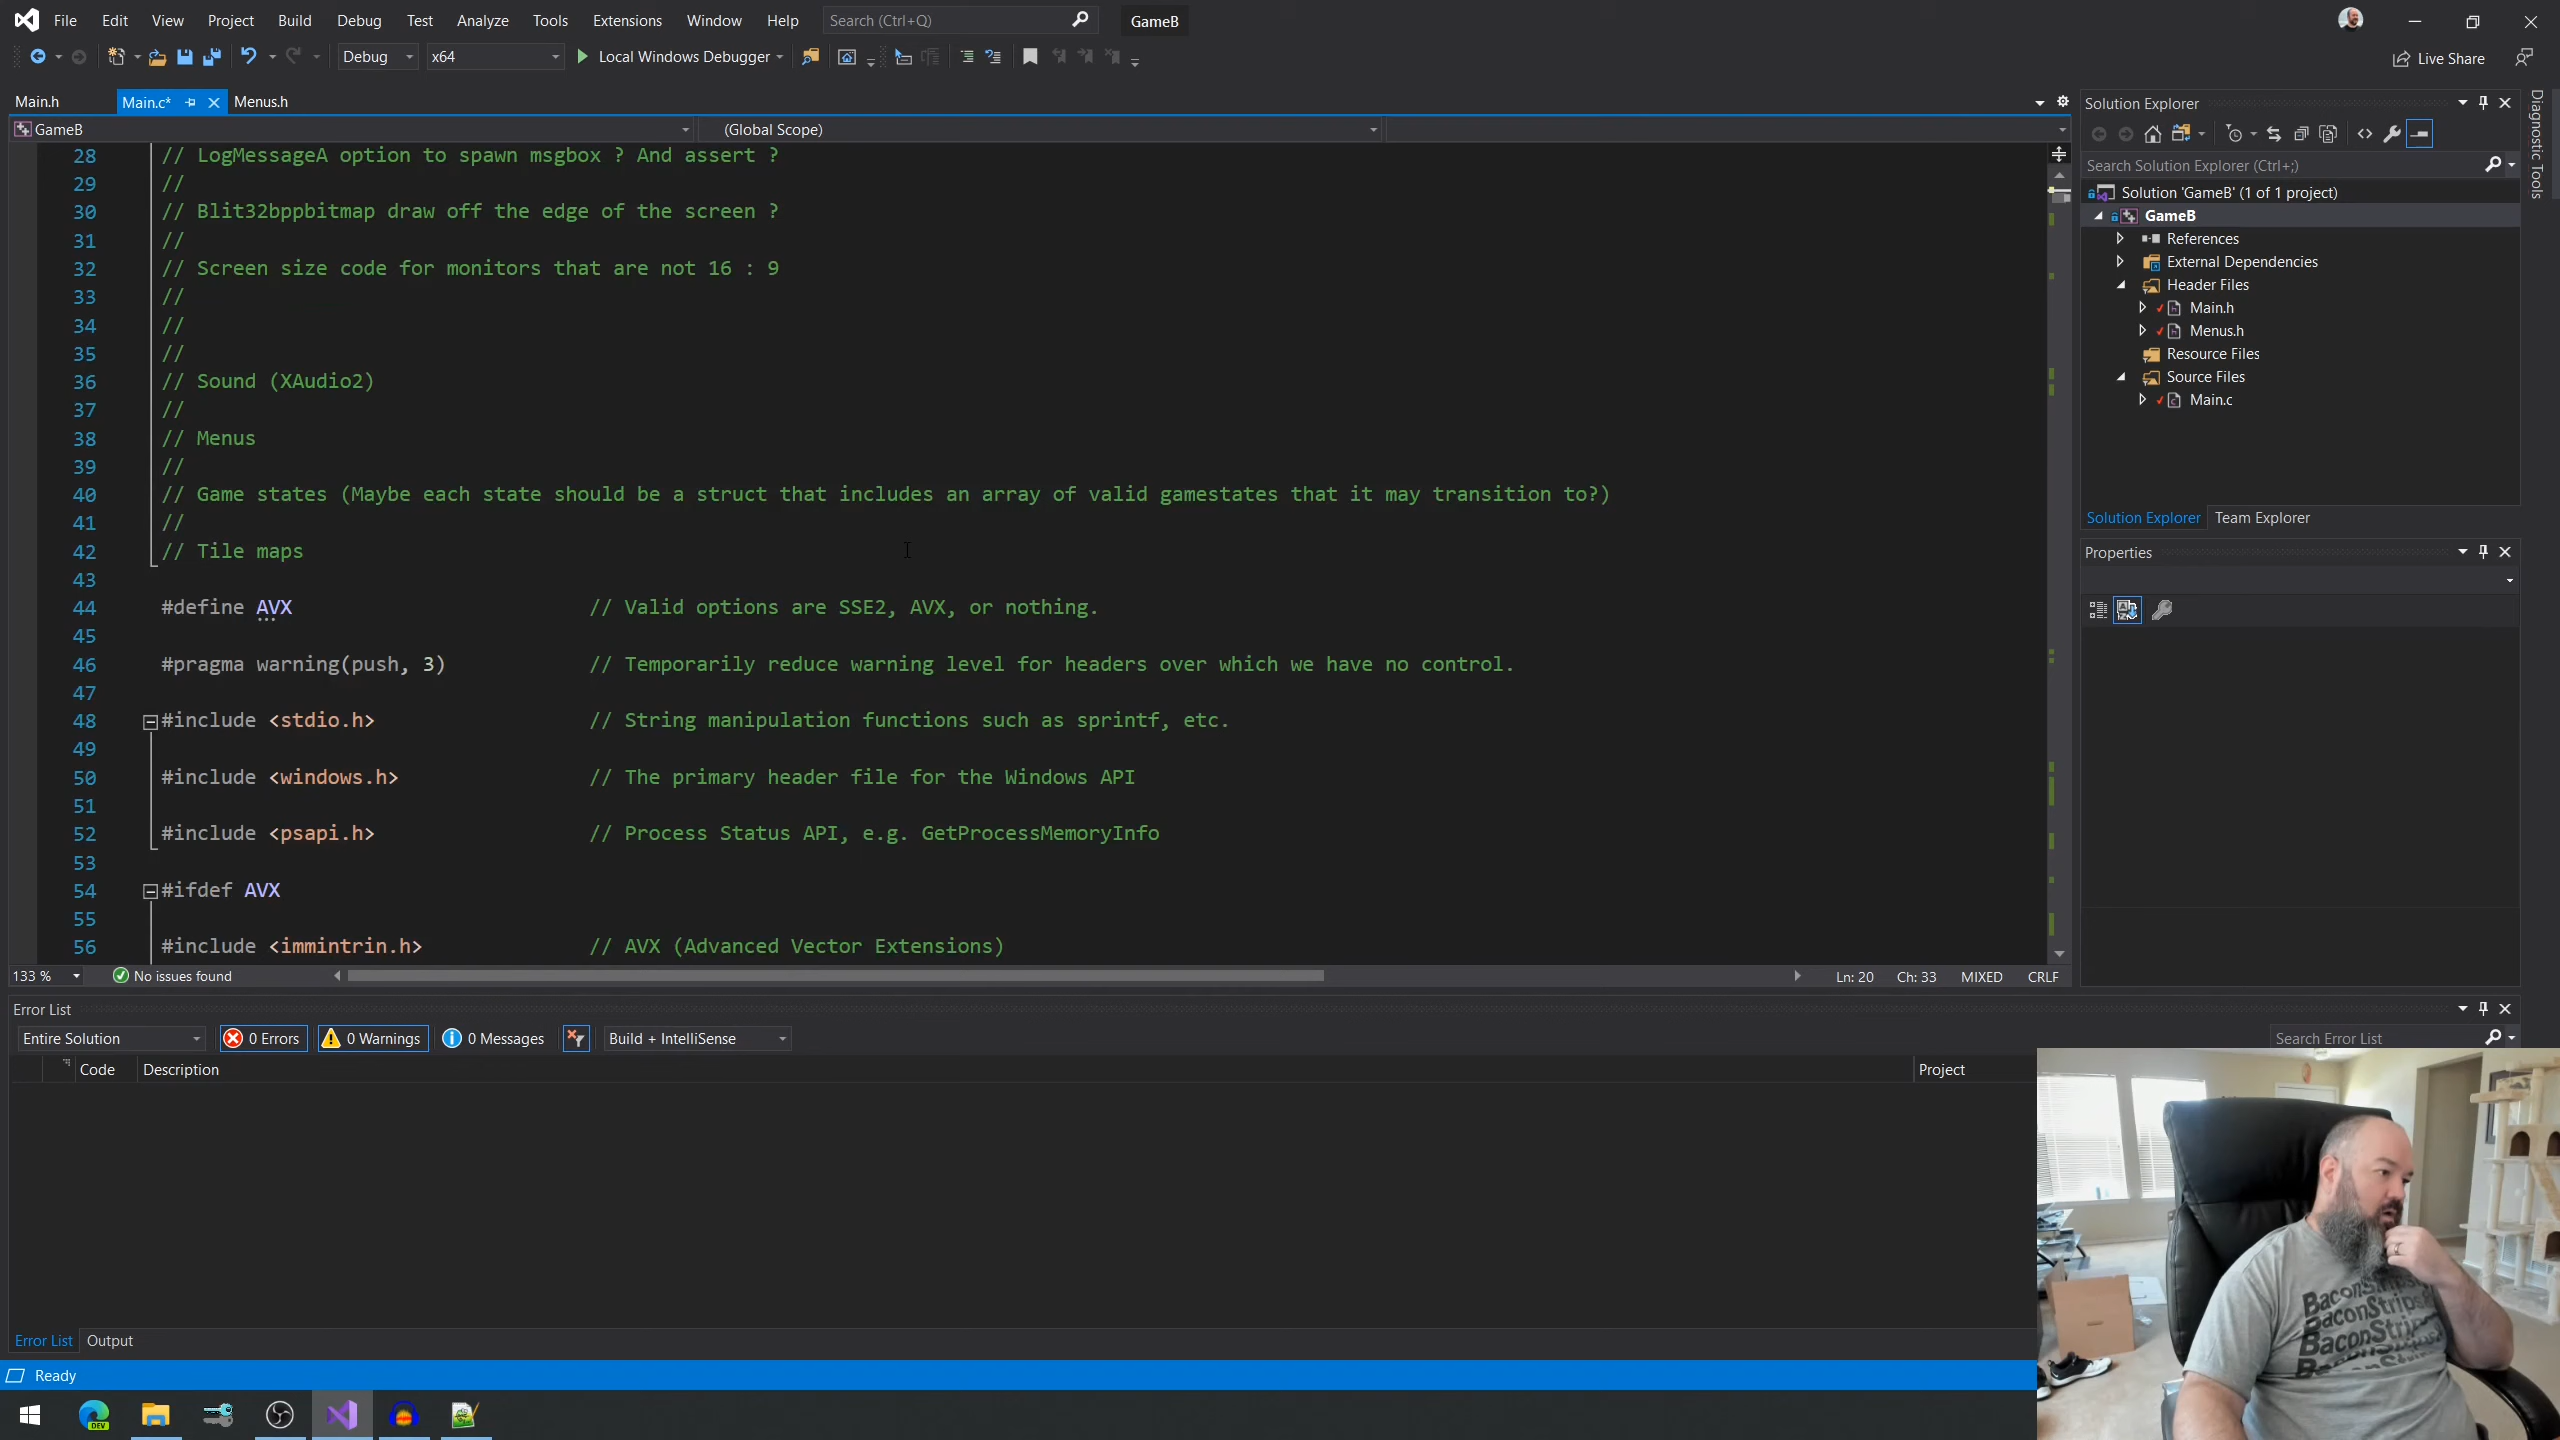 File Edit View Project Build Debug Test Analyze Tools Extensions Window Help Search (Ctrl+Q) GameB
Debug x64 Local Windows Debugger Live Share
Main.h Main.c* Menus.h
GameB (Global Scope)
28 // LogMessageA option to spawn msgbox ? And assert ?
29 //
30 // Blit32bppbitmap draw off the edge of the screen ?
31 //
32 // Screen size code for monitors that are not 16 : 9
33 //
34 //
35 //
36 // Sound (XAudio2)
37 //
38 // Menus
39 //
40 // Game states (Maybe each state should be a struct that includes an array of valid gamestates that it may transition to?)
41 //
42 // Tile maps
43
44 #define AVX // Valid options are SSE2, AVX, or nothing.
45
46 #pragma warning(push, 3) // Temporarily reduce warning level for headers over which we have no control.
47
48 #include <stdio.h> // String manipulation functions such as sprintf, etc.
49
50 #include <windows.h> // The primary header file for the Windows API
51
52 #include <psapi.h> // Process Status API, e.g. GetProcessMemoryInfo
53
54 #ifdef AVX
55
56 #include <immintrin.h> // AVX (Advanced Vector Extensions)
133 % No issues found Ln: 20 Ch: 33 MIXED CRLF
Solution Explorer
Search Solution Explorer (Ctrl+;)
Solution 'GameB' (1 of 1 project)
GameB
References
External Dependencies
Header Files
Main.h
Menus.h
Resource Files
Source Files
Main.c
Solution Explorer Team Explorer
Properties
Diagnostic Tools
Error List
Entire Solution 0 Errors 0 Warnings 0 Messages Build + IntelliSense Search Error List
Code Description Project
Error List Output
Ready
DEV
BaconStrips
BaconStrips
BaconStrips
BaconStrips